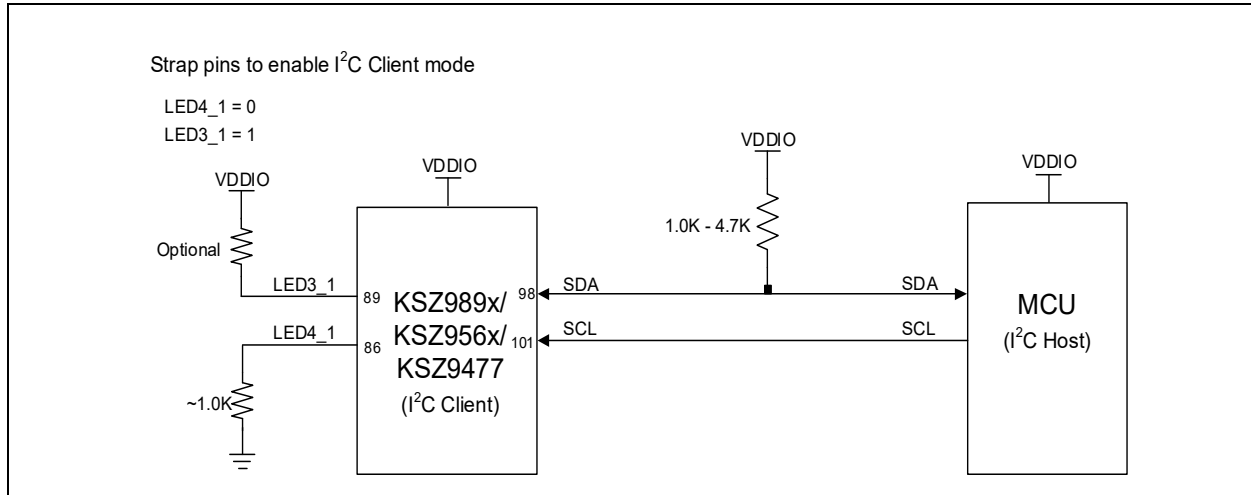 Strap pins to enable I²C Client mode
LED4_1 = 0
LED3_1 = 1
VDDIO
VDDIO
VDDIO
VDDIO
Optional
1.0K - 4.7K
LED3_1
89
KSZ989x/
KSZ956x/
KSZ9477
(I²C Client)
98
SDA
SDA
MCU
(I²C Host)
LED4_1
86
101
SCL
SCL
~1.0K